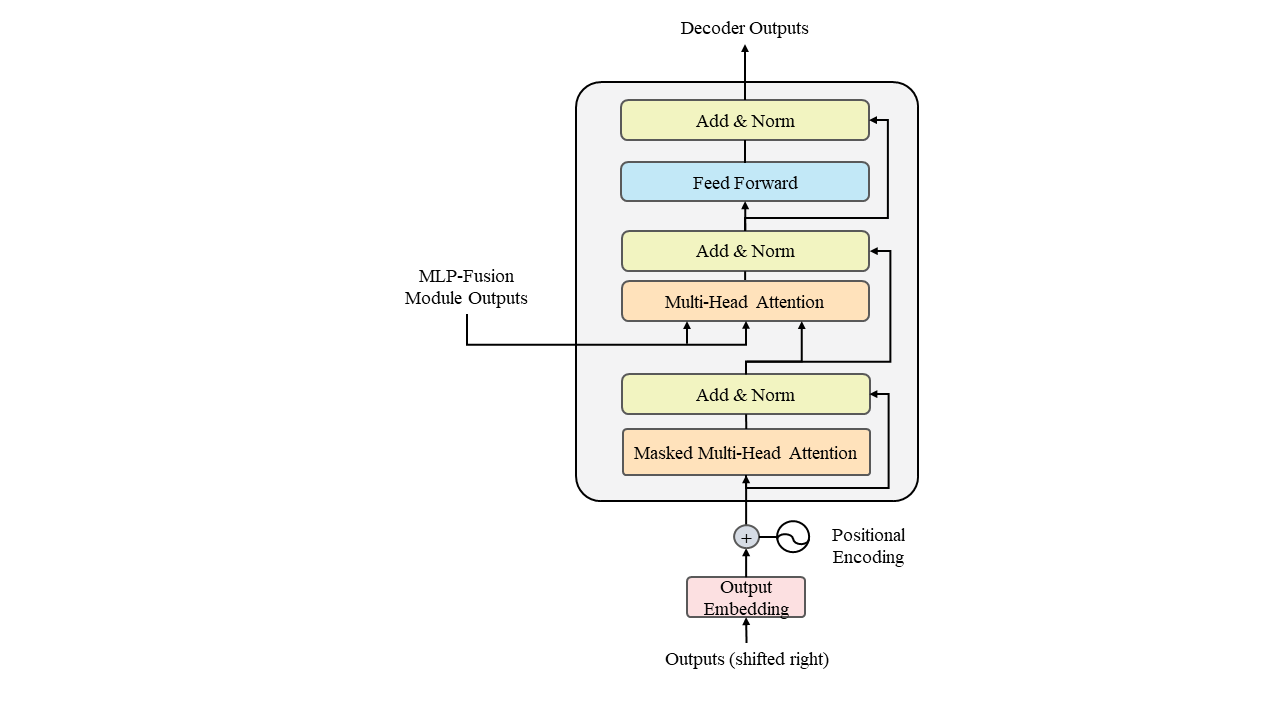 Decoder Outputs
Add & Norm
Feed Forward
Add & Norm
MLP-Fusion
Module Outputs
Multi-Head Attention
Add & Norm
Masked Multi-Head Attention
+
Positional
Encoding
Output
Embedding
Outputs (shifted right)